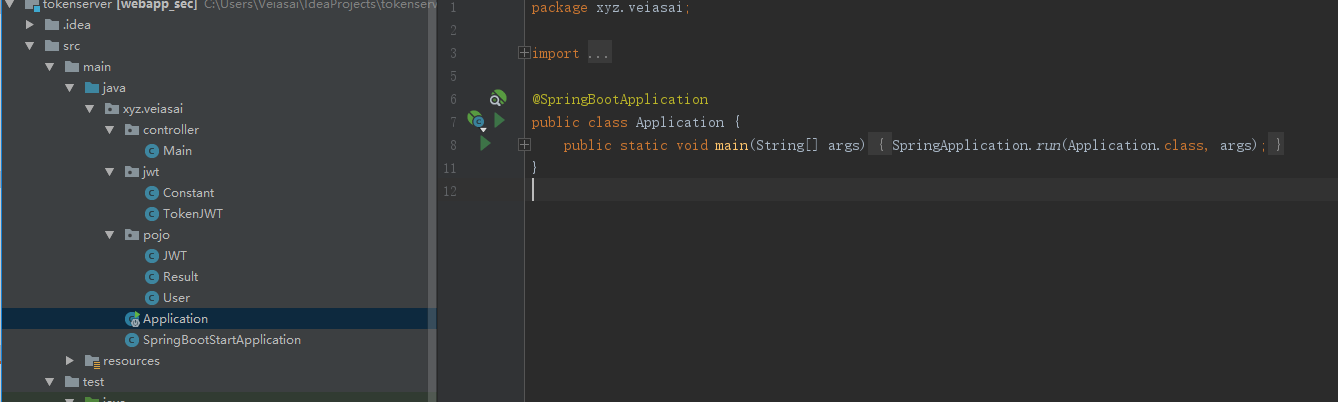 tokenserver [webapp_sec] C:\Users\Veiasai\IdeaProjects\tokenserv
.idea
src
main
java
xyz.veiasai
controller
Main
jwt
Constant
TokenJWT
pojo
JWT
Result
User
Application
SpringBootStartApplication
resources
test
1 package xyz.veiasai;
2
3 import ...
5
6 @SpringBootApplication
7 public class Application {
8 public static void main(String[] args) { SpringApplication.run(Application.class, args); }
11 }
12